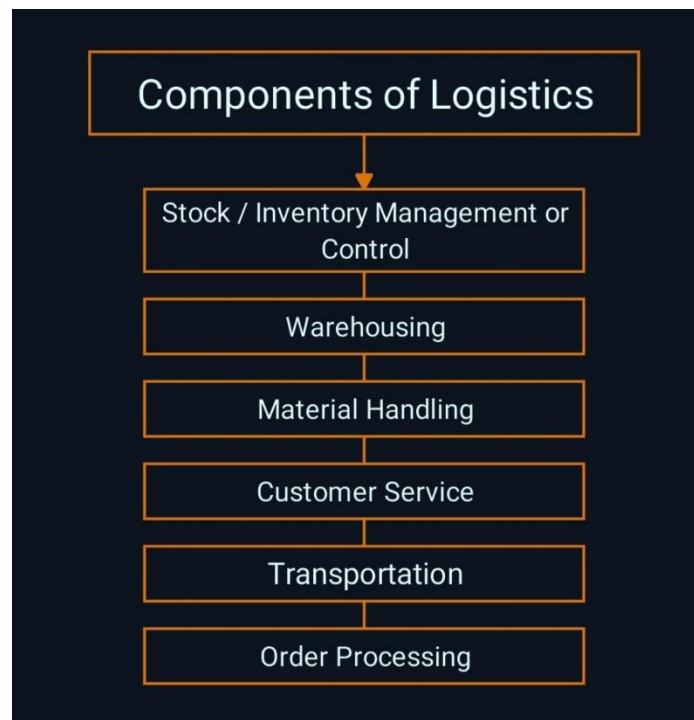 Components of Logistics
Stock / Inventory Management or
Control
Warehousing
Material Handling
Customer Service
Transportation
Order Processing